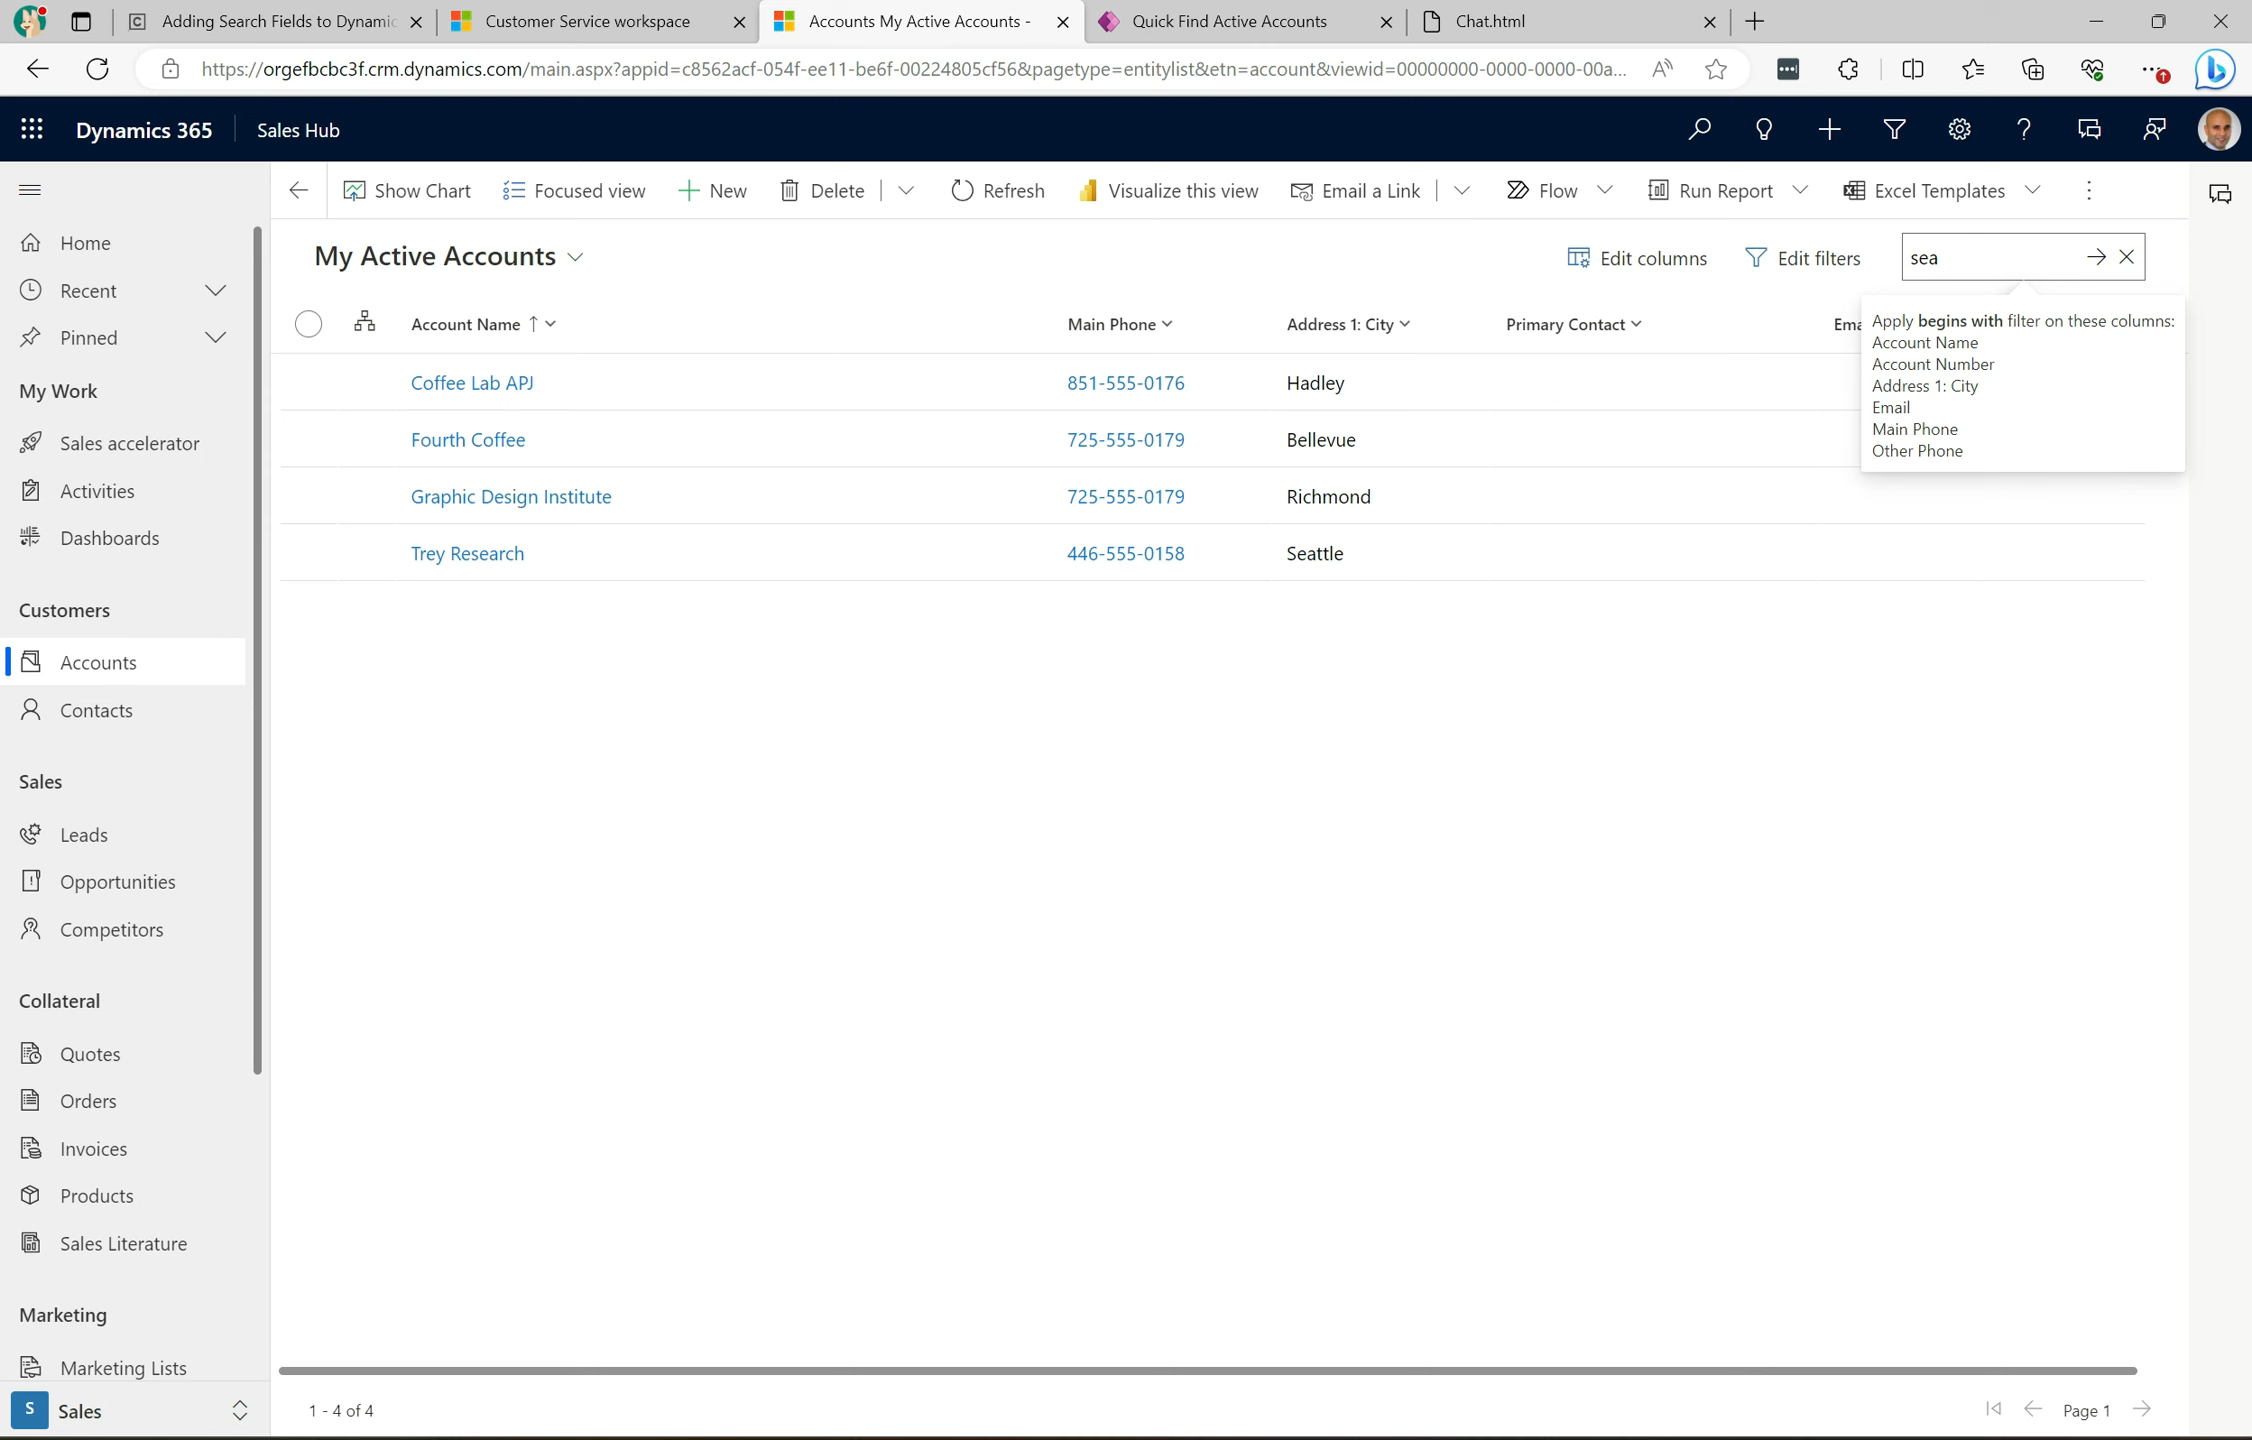 Adding Search Fields to Dynamic
Customer Service workspace
Accounts My Active Accounts -
Quick Find Active Accounts
Chat.html
https://orgefbcbc3f.crm.dynamics.com/main.aspx?appid=c8562acf-054f-ee11-be6f-00224805cf56&pagetype=entitylist&etn=account&viewid=00000000-0000-0000-00a...
Dynamics 365
Sales Hub
Show Chart
Focused view
New
Delete
Refresh
Visualize this view
Email a Link
Flow
Run Report
Excel Templates
Home
Recent
Pinned
My Work
Sales accelerator
Activities
Dashboards
Customers
Accounts
Contacts
Sales
Leads
Opportunities
Competitors
Collateral
Quotes
Orders
Invoices
Products
Sales Literature
Marketing
Marketing Lists
S Sales
My Active Accounts
Edit columns
Edit filters
sea
Account Name ↑
Main Phone
Address 1: City
Primary Contact
Ema
Coffee Lab APJ 851-555-0176 Hadley
Fourth Coffee 725-555-0179 Bellevue
Graphic Design Institute 725-555-0179 Richmond
Trey Research 446-555-0158 Seattle
Apply begins with filter on these columns:
Account Name
Account Number
Address 1: City
Email
Main Phone
Other Phone
1 - 4 of 4
Page 1